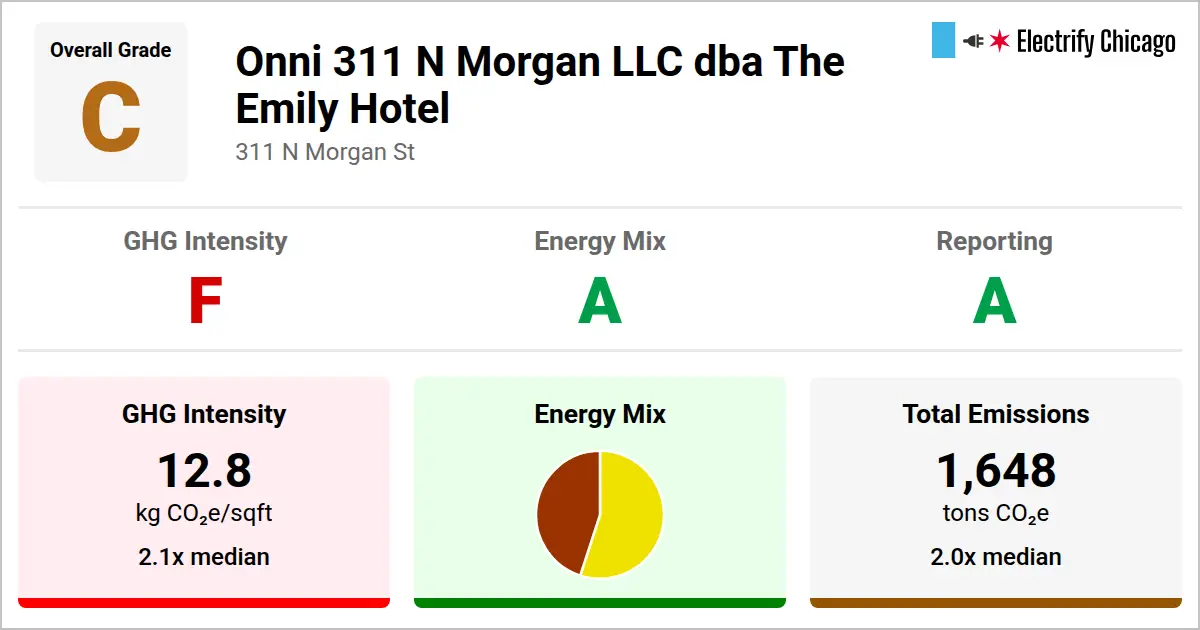 Overall Grade
C
Onni 311 N Morgan LLC dba The
Emily Hotel
311 N Morgan St
Electrify Chicago
GHG Intensity
F
Energy Mix
A
Reporting
A
GHG Intensity
12.8
kg CO₂e/sqft
2.1x median
Energy Mix
Total Emissions
1,648
tons CO₂e
2.0x median